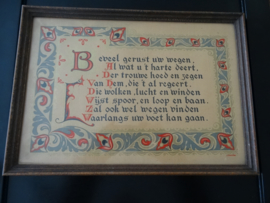 Beveel gerust uw wegen,
Al wat u 't harte deert,
Der trouwe hoed en zegen
Van Hem, die 't al regeert.
Die wolken, lucht en winden
Wijst spoor, en loop en baan.
Zal ook wel wegen vinden
Waarlangs uw voet kan gaan.